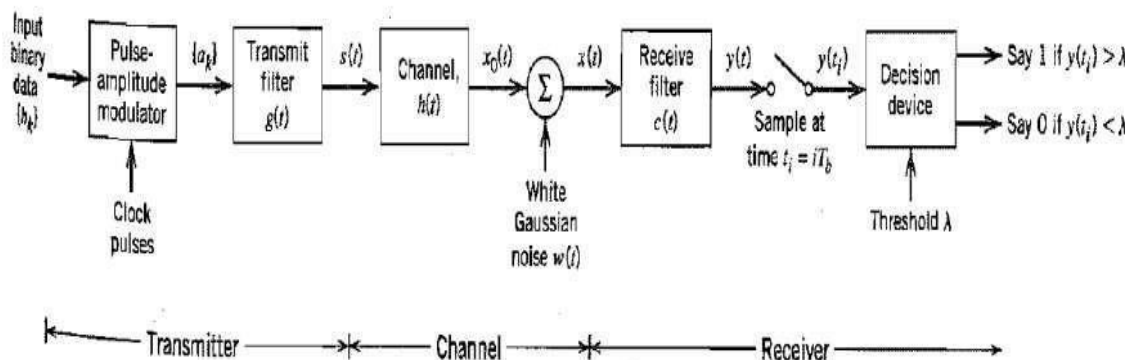 Input
binary
data
{b_k}
Pulse-
amplitude
modulator
{a_k}
Transmit
filter
g(t)
s(t)
Channel,
h(t)
x_0(t)
Σ
x(t)
Receive
filter
c(t)
y(t)
y(t_i)
Sample at
time t_i = iT_b
Decision
device
Say 1 if y(t_i) > λ
Say 0 if y(t_i) < λ
Clock
pulses
White
Gaussian
noise w(t)
Threshold λ
Transmitter
Channel
Receiver